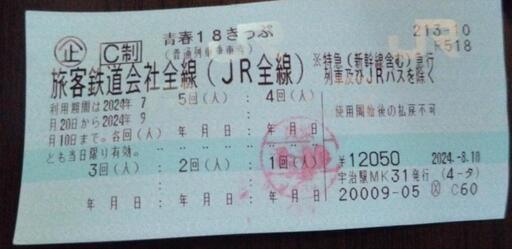 青春18きっぷ
(普通列車乗車券)
213-10
R518
止 C制
旅客鉄道会社全線(JR全線)
※特急(新幹線含む)急行
列車及びJRバスを除く
利用期間は2024年 7
月20日から2024年 9
月10日まで。各回(人)
とも当日限り有効。
5回(人) 4回(人)
年 月 日 年 月 日
使用開始後の払戻不可
3回(人) 2回(人) 1回(人)
年 月 日 年 月 日 年 月 日
¥12050 2024.-8.10
宇治駅MK31発行 (4-タ)
20009-05 C60